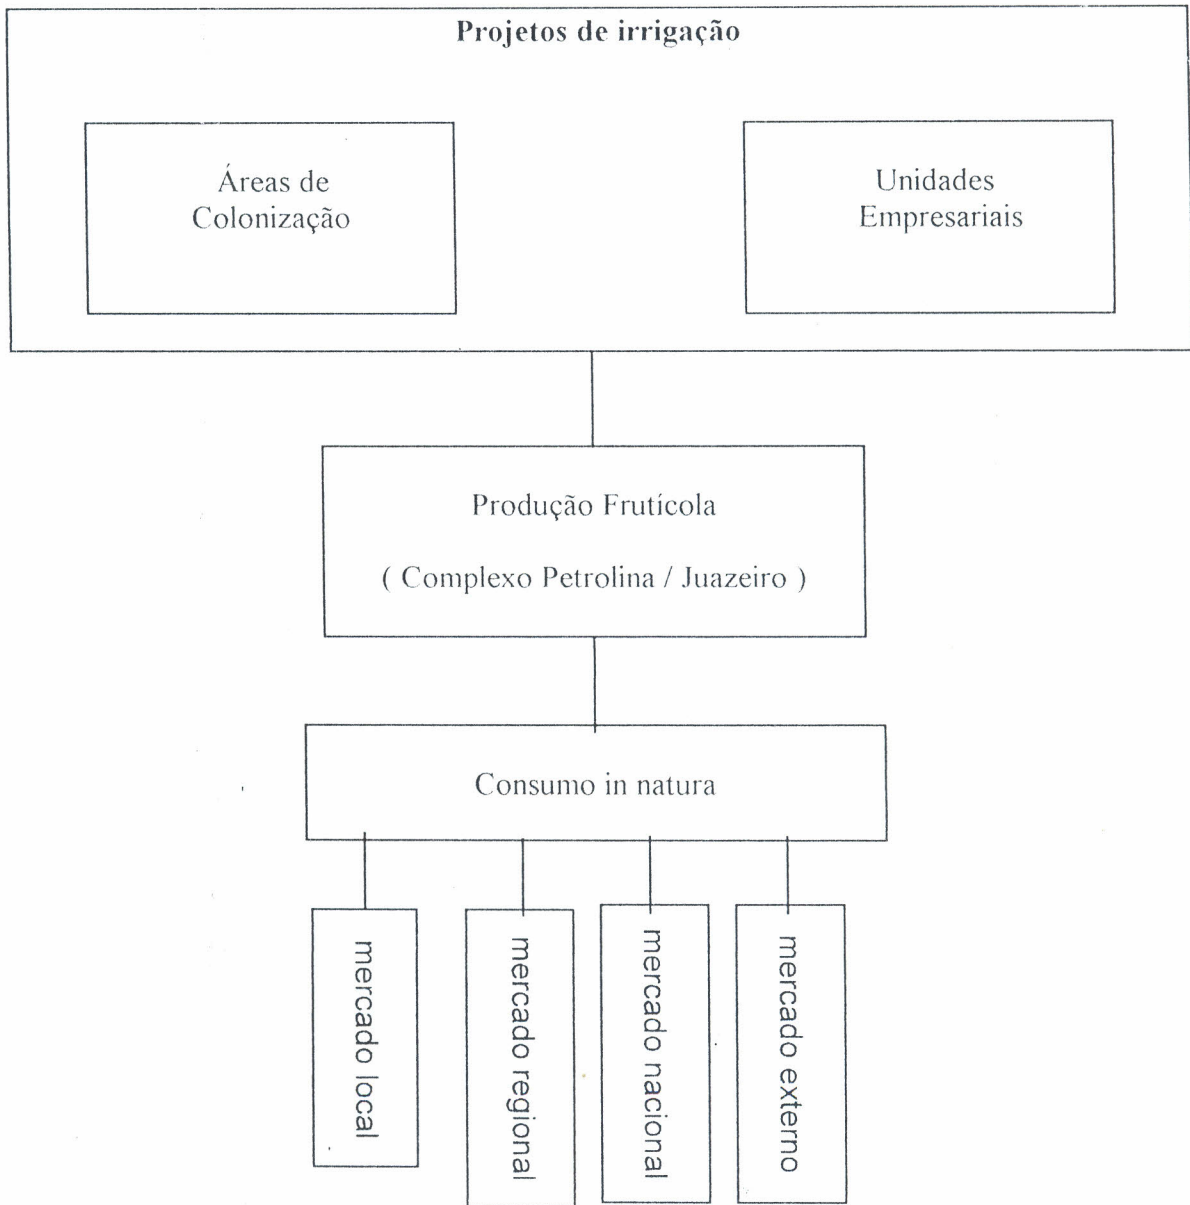 Projetos de irrigação
Áreas de
Colonização
Unidades
Empresariais
Produção Frutícola
( Complexo Petrolina / Juazeiro )
Consumo in natura
mercado local
mercado regional
mercado nacional
mercado externo